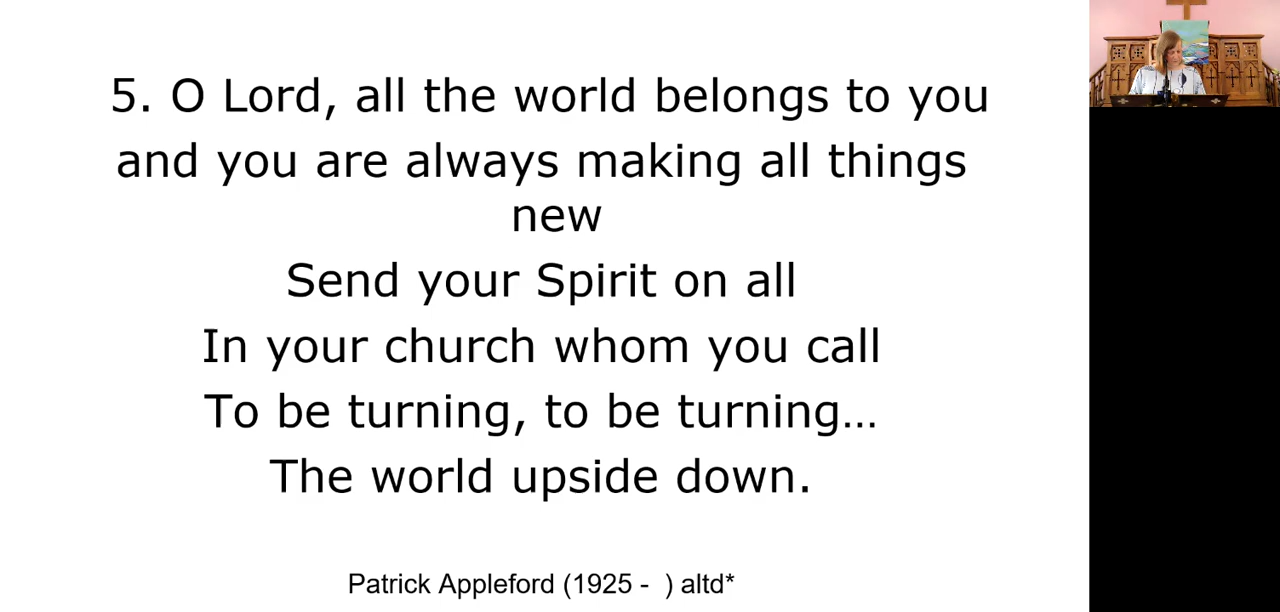 5. O Lord, all the world belongs to you
and you are always making all things
new
Send your Spirit on all
In your church whom you call
To be turning, to be turning…
The world upside down.
Patrick Appleford (1925 -  ) altd*